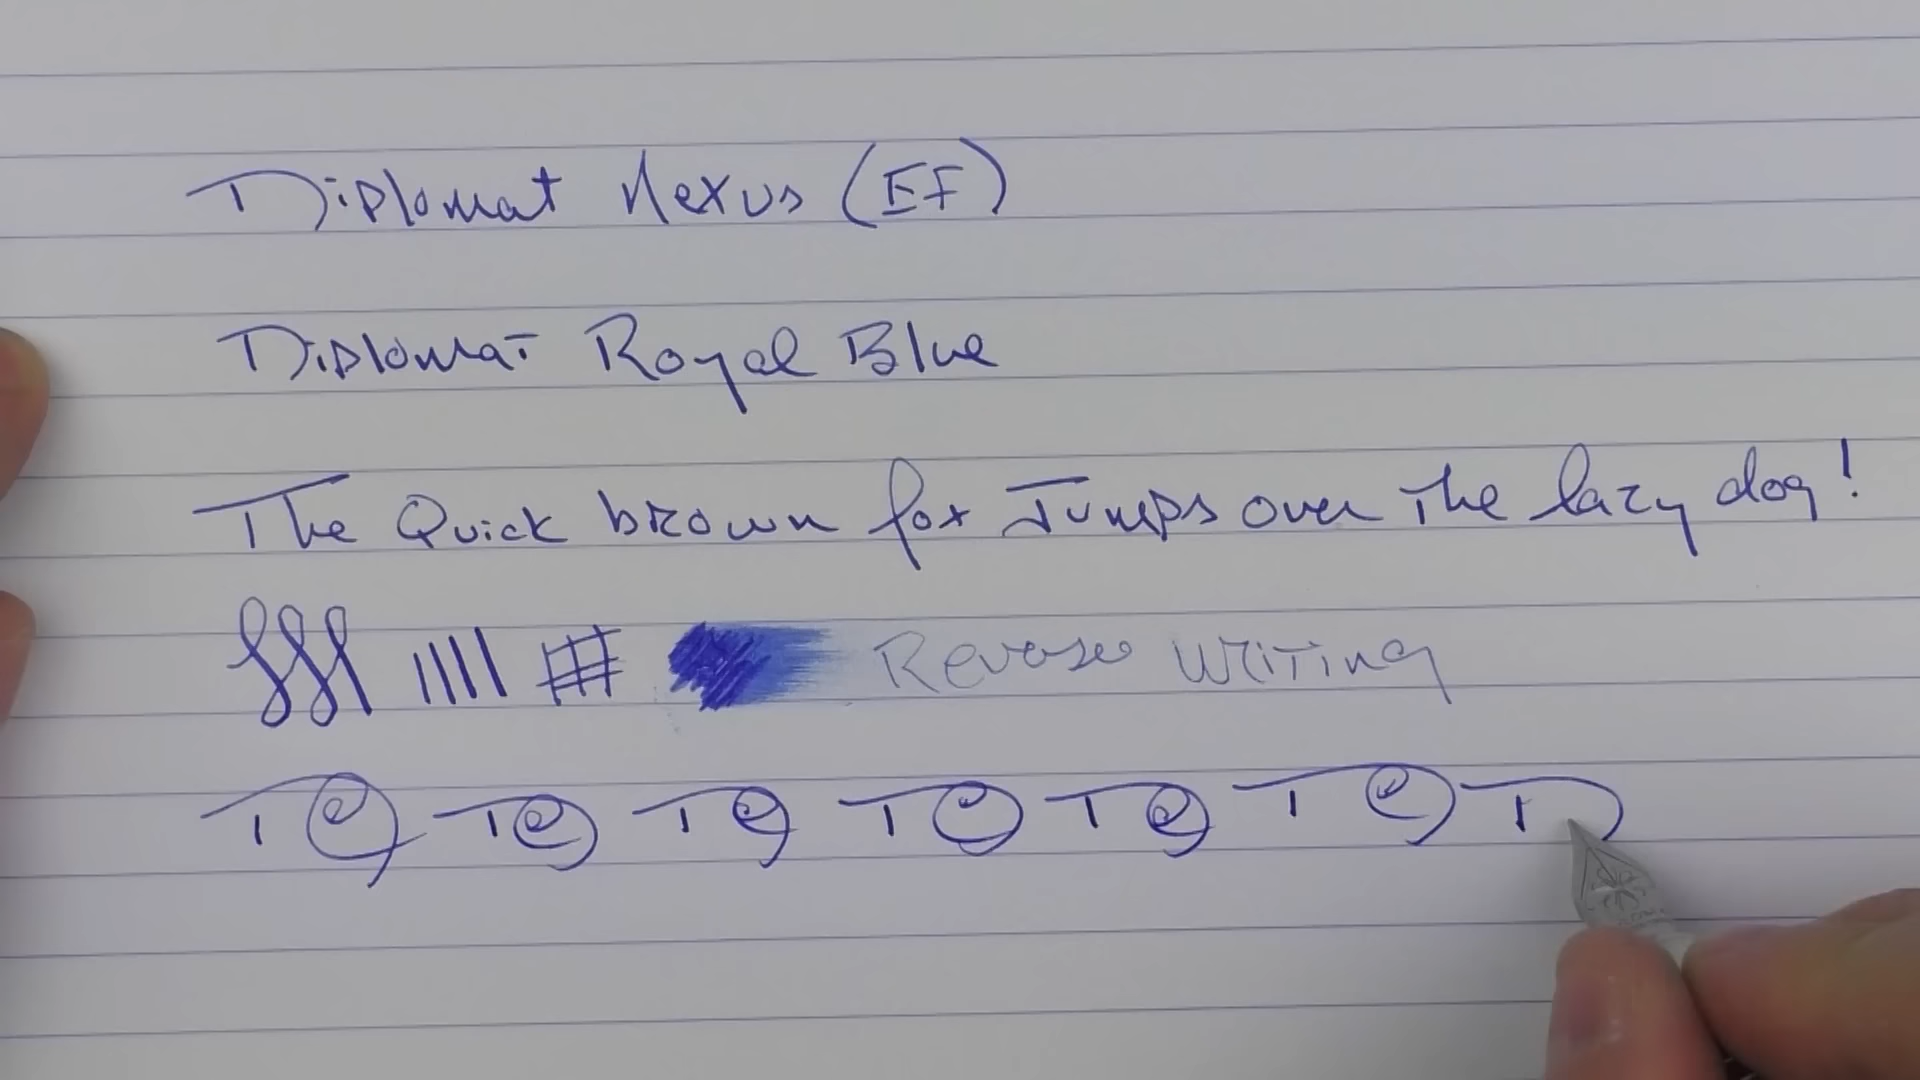 Diplomat Nexus (EF)
Diplomat Royal Blue
The Quick brown fox Jumps over The lazy dog!
Reverse Writing